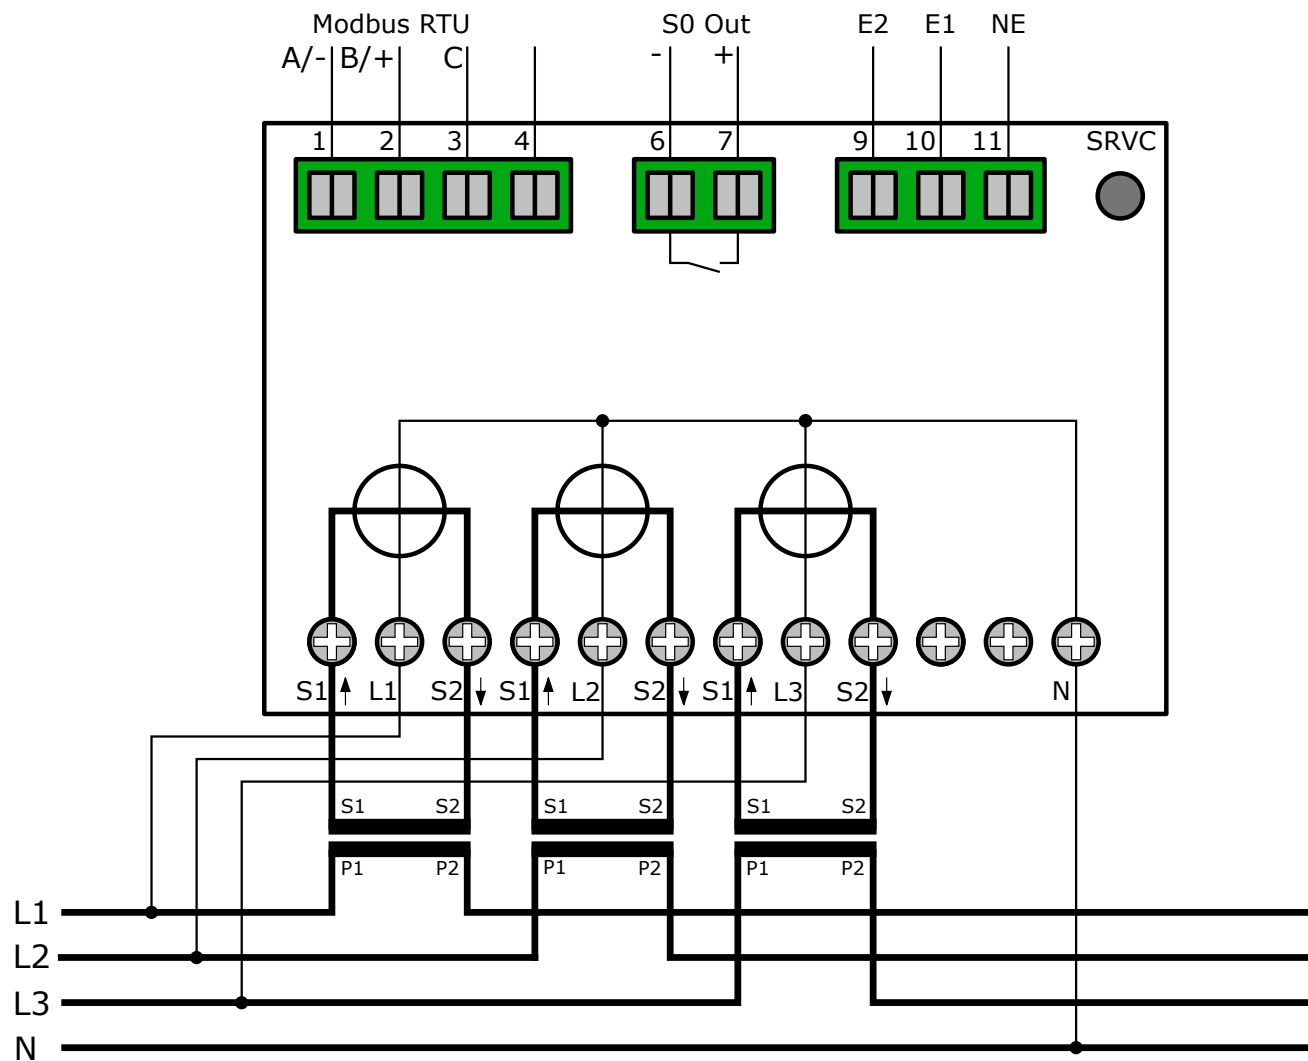 Modbus RTU S0 Out E2 E1 NE
A/- B/+ C - +
1 2 3 4 6 7 9 10 11 SRVC
S1 L1 S2 S1 L2 S2 S1 L3 S2 N
S1 S2 S1 S2 S1 S2
P1 P2 P1 P2 P1 P2
L1
L2
L3
N